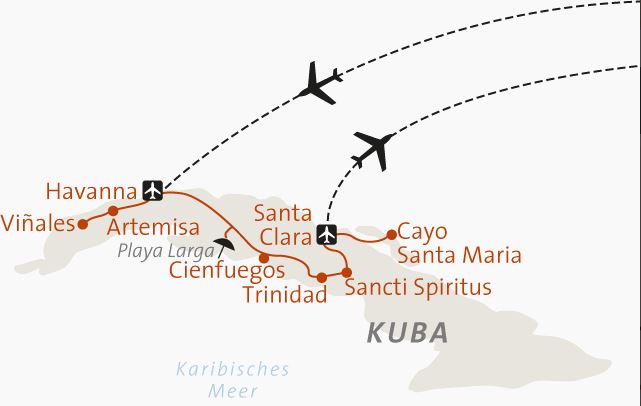 Havanna
Viñales
Artemisa
Playa Larga
Cienfuegos
Trinidad
Santa
Clara
Cayo
Santa Maria
Sancti Spiritus
KUBA
Karibisches
Meer